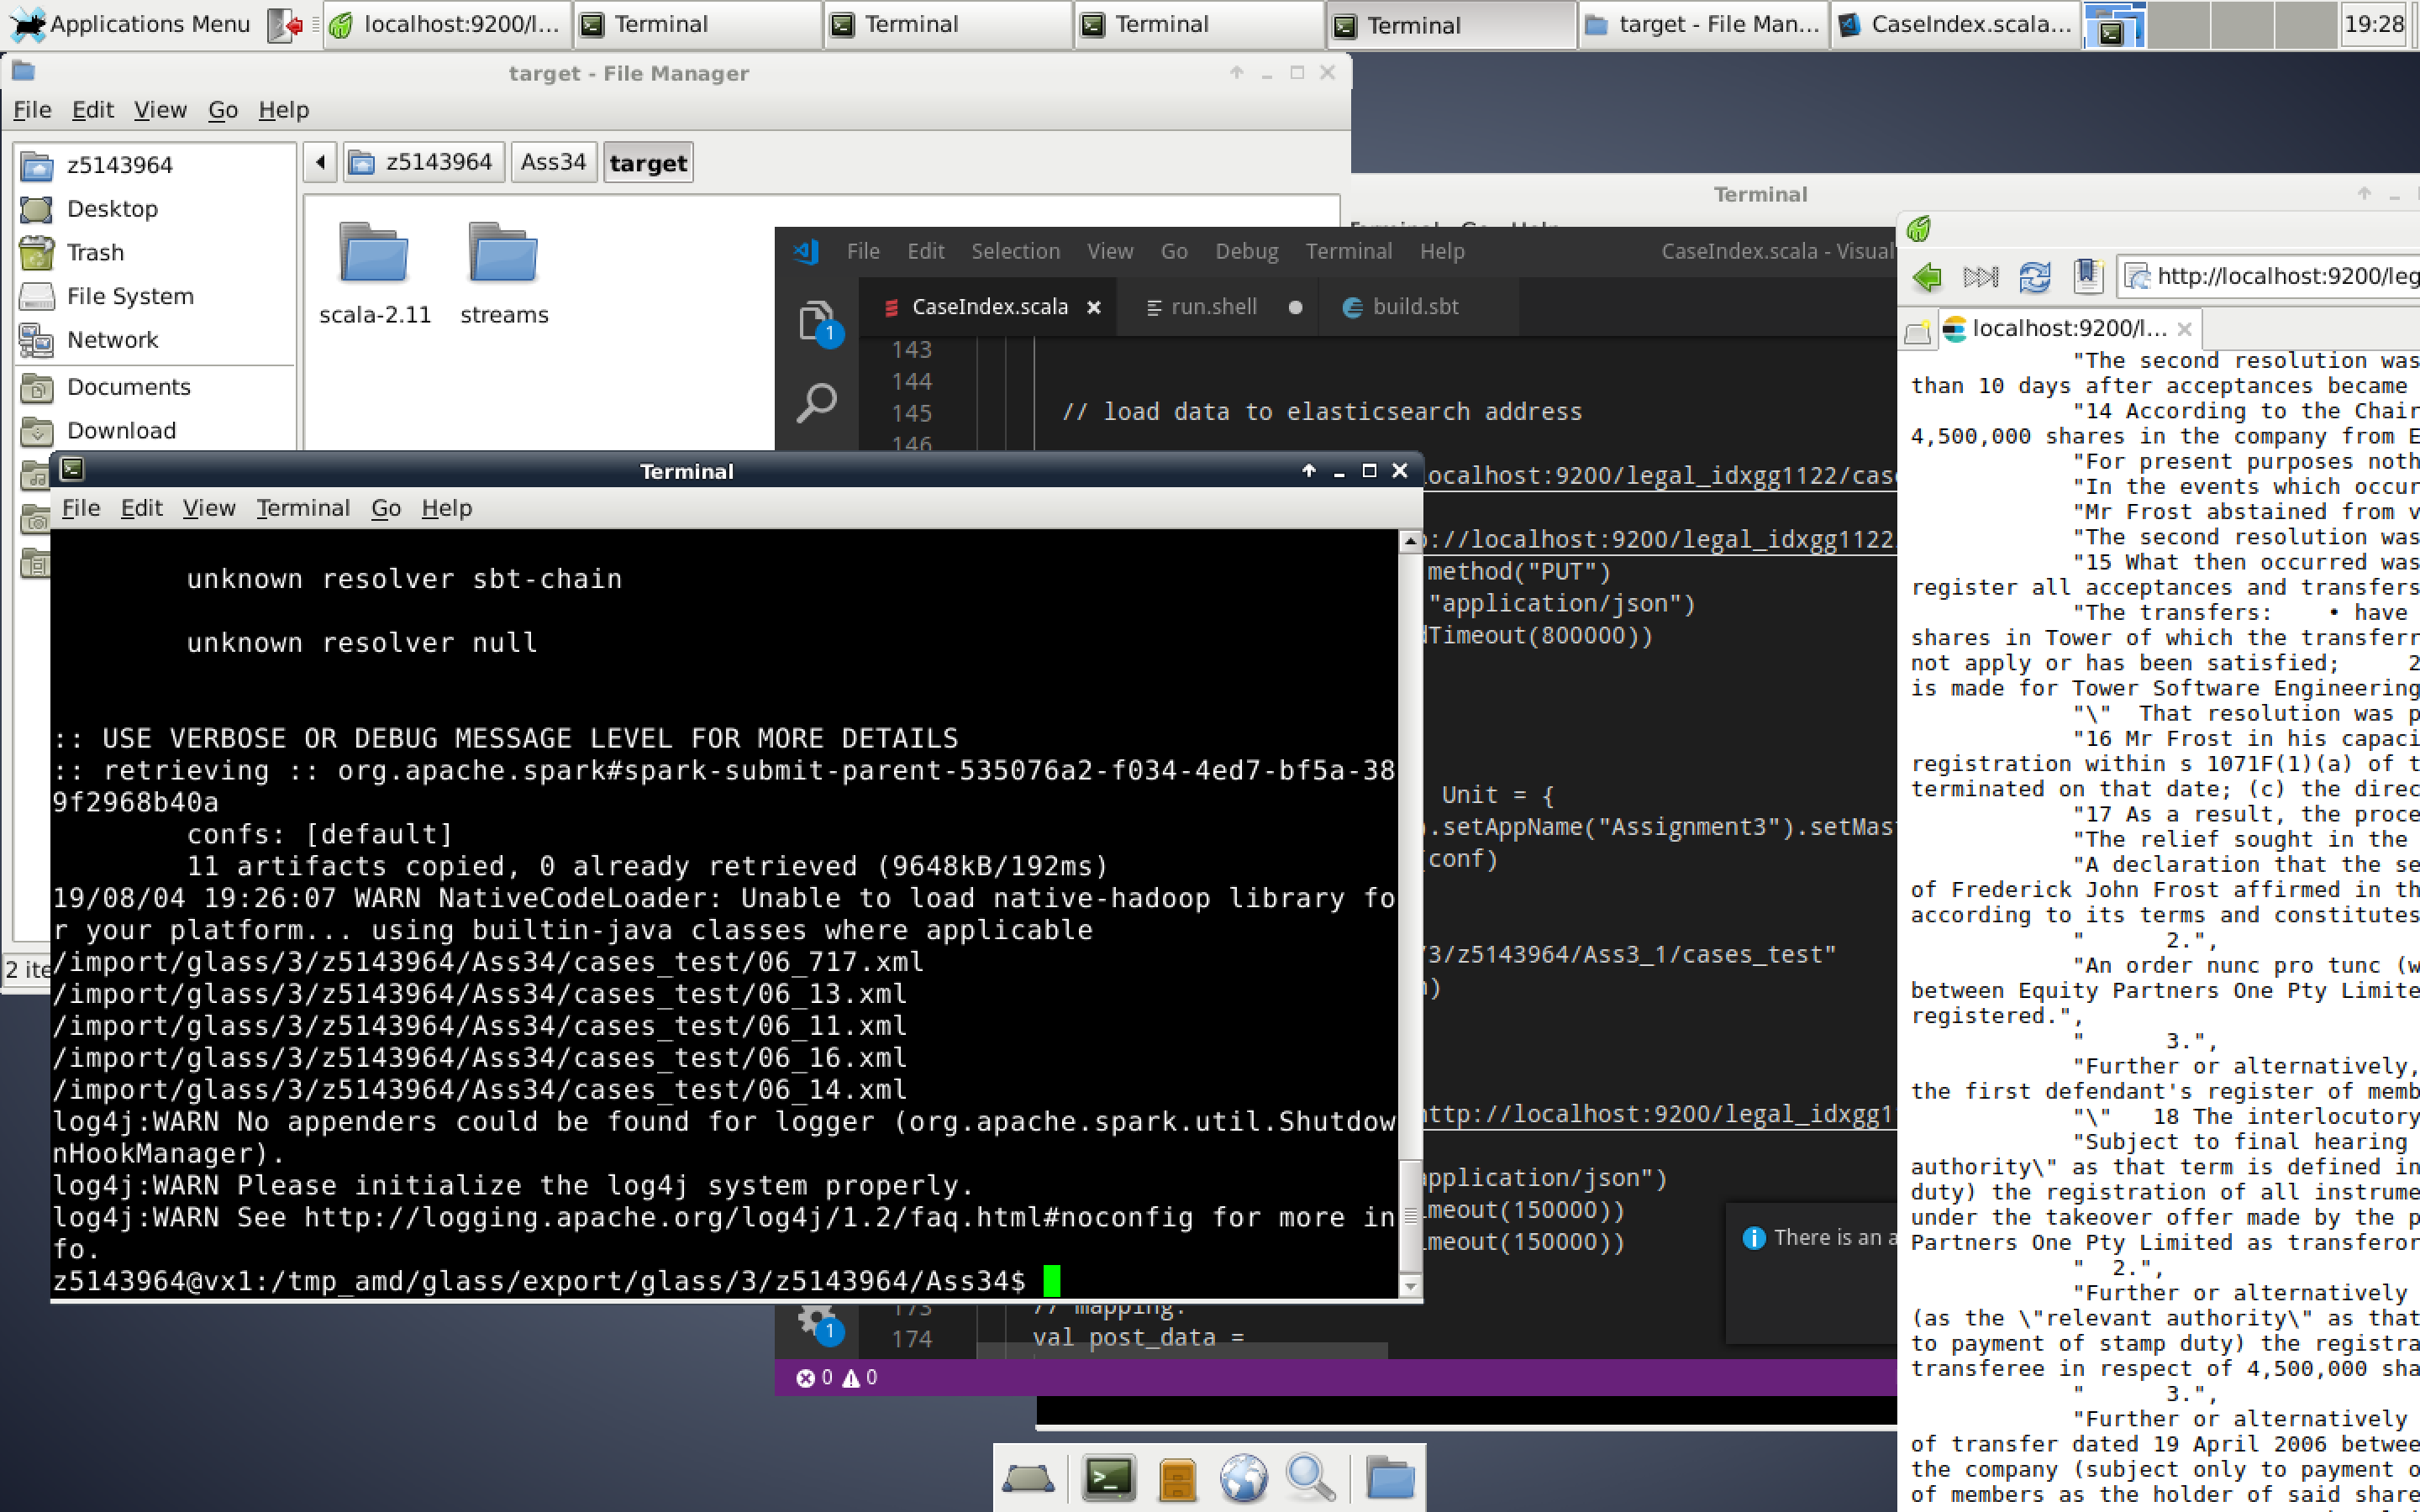 Applications Menu
localhost:9200/l...
Terminal
Terminal
Terminal
Terminal
target - File Man...
CaseIndex.scala...
19:28
target - File Manager
File Edit View Go Help
z5143964
Desktop
Trash
File System
Network
Documents
Download
z5143964 Ass34 target
scala-2.11
streams
2 ite
Terminal
File Edit Selection View Go Debug Terminal Help
CaseIndex.scala - Visual
CaseIndex.scala
run.shell
build.sbt
1
143
144
145
146
// load data to elasticsearch address
ocalhost:9200/legal_idxgg1122/cas
://localhost:9200/legal_idxgg1122
method("PUT")
"application/json")
Timeout(800000))
Unit = {
.setAppName("Assignment3").setMas
(conf)
3/z5143964/Ass3_1/cases_test"
)
ttp://localhost:9200/legal_idxgg1
pplication/json")
meout(150000))
meout(150000))
There is an a
173 // mapping:
174 val post_data =
1
0 0
Terminal
File Edit View Terminal Go Help
unknown resolver sbt-chain
unknown resolver null
:: USE VERBOSE OR DEBUG MESSAGE LEVEL FOR MORE DETAILS
:: retrieving :: org.apache.spark#spark-submit-parent-535076a2-f034-4ed7-bf5a-38
9f2968b40a
confs: [default]
11 artifacts copied, 0 already retrieved (9648kB/192ms)
19/08/04 19:26:07 WARN NativeCodeLoader: Unable to load native-hadoop library fo
r your platform... using builtin-java classes where applicable
/import/glass/3/z5143964/Ass34/cases_test/06_717.xml
/import/glass/3/z5143964/Ass34/cases_test/06_13.xml
/import/glass/3/z5143964/Ass34/cases_test/06_11.xml
/import/glass/3/z5143964/Ass34/cases_test/06_16.xml
/import/glass/3/z5143964/Ass34/cases_test/06_14.xml
log4j:WARN No appenders could be found for logger (org.apache.spark.util.Shutdow
nHookManager).
log4j:WARN Please initialize the log4j system properly.
log4j:WARN See http://logging.apache.org/log4j/1.2/faq.html#noconfig for more in
fo.
z5143964@vx1:/tmp_amd/glass/export/glass/3/z5143964/Ass34$
http://localhost:9200/leg
localhost:9200/l...
"The second resolution was
than 10 days after acceptances became
"14 According to the Chair
4,500,000 shares in the company from E
"For present purposes noth
"In the events which occur
"Mr Frost abstained from v
"The second resolution was
"15 What then occurred was
register all acceptances and transfers
"The transfers: • have
shares in Tower of which the transferr
not apply or has been satisfied; 2
is made for Tower Software Engineering
"\" That resolution was p
"16 Mr Frost in his capaci
registration within s 1071F(1)(a) of t
terminated on that date; (c) the direc
"17 As a result, the proce
"The relief sought in the
"A declaration that the se
of Frederick John Frost affirmed in th
according to its terms and constitutes
" 2.",
"An order nunc pro tunc (w
between Equity Partners One Pty Limite
registered.",
" 3.",
"Further or alternatively,
the first defendant's register of memb
"\" 18 The interlocutory
"Subject to final hearing
authority\" as that term is defined in
duty) the registration of all instrume
under the takeover offer made by the p
Partners One Pty Limited as transferor
" 2.",
"Further or alternatively
(as the \"relevant authority\" as that
to payment of stamp duty) the registra
transferee in respect of 4,500,000 sha
" 3.",
"Further or alternatively
of transfer dated 19 April 2006 betwee
the company (subject only to payment o
of members as the holder of said share